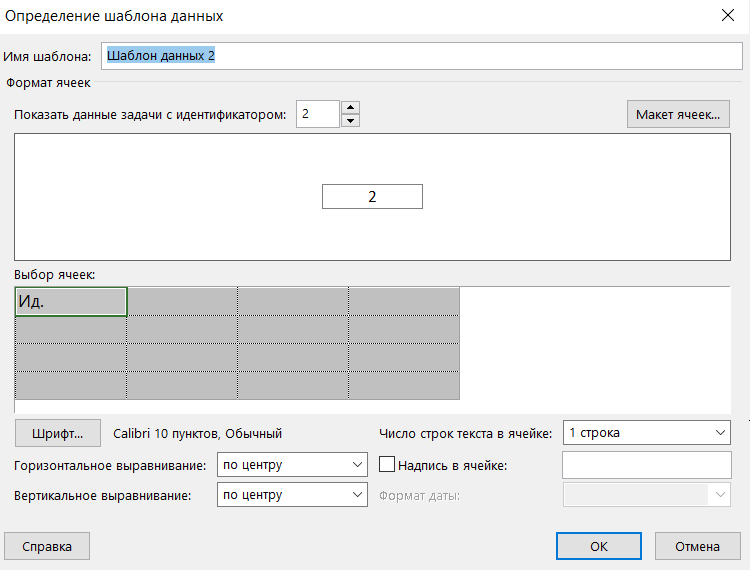 Определение шаблона данных
Имя шаблона: Шаблон данных 2
Формат ячеек
Показать данные задачи с идентификатором: 2 Макет ячеек...
2
Выбор ячеек:
Ид.
Шрифт... Calibri 10 пунктов, Обычный Число строк текста в ячейке: 1 строка
Горизонтальное выравнивание: по центру Надпись в ячейке:
Вертикальное выравнивание: по центру Формат даты:
Справка ОК Отмена